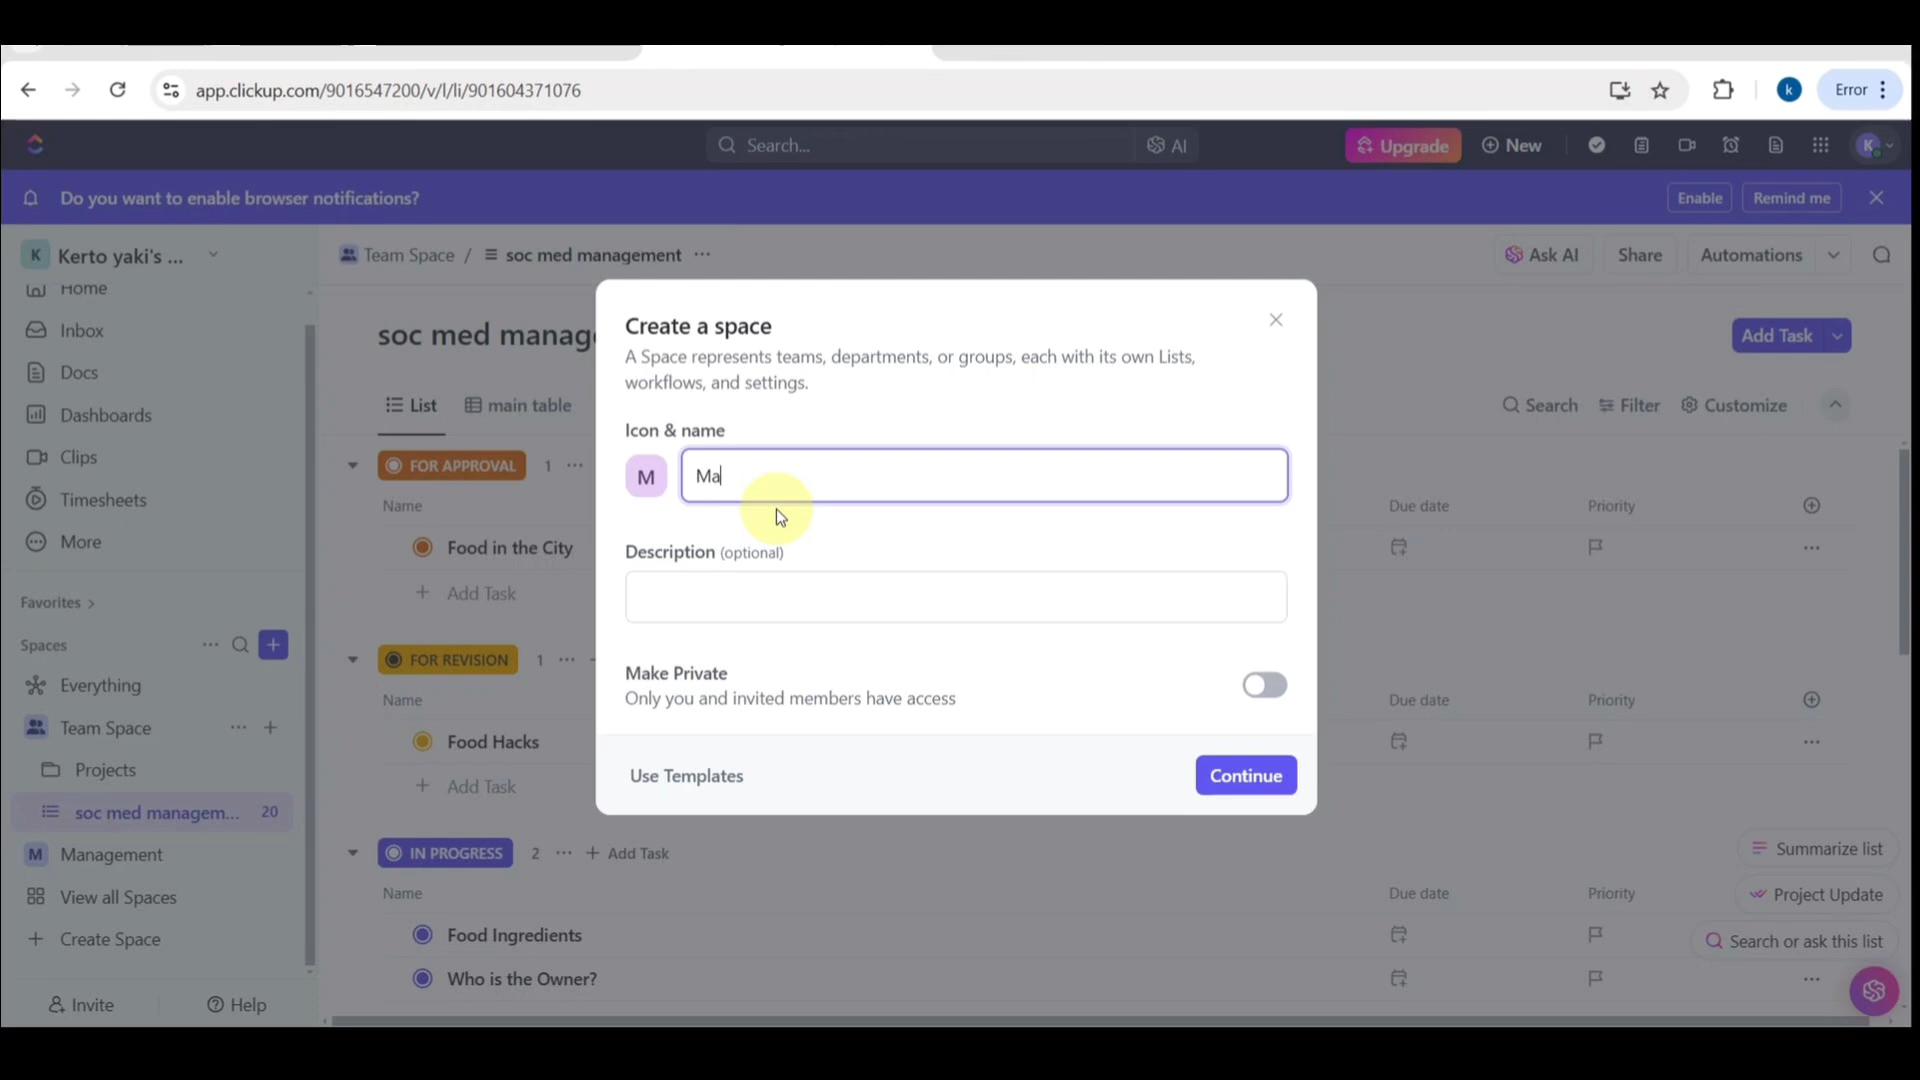 app.clickup.com/9016547200/v/l/li/901604371076
k
Error
Search...
AI
Upgrade
New
K
Do you want to enable browser notifications?
Enable
Remind me
K Kerto yaki's ...
Team Space / soc med management ...
Ask AI
Share
Automations
Home
Inbox
Docs
Dashboards
Clips
Timesheets
More
Favorites >
Spaces
Everything
Team Space
Projects
soc med managem... 20
M Management
View all Spaces
Create Space
Invite
Help
soc med manag
Add Task
List
main table
Search
Filter
Customize
FOR APPROVAL 1 ...
Name
Due date
Priority
Food in the City
+ Add Task
FOR REVISION 1 ...
Name
Due date
Priority
Food Hacks
+ Add Task
IN PROGRESS 2 ... + Add Task
Name
Due date
Priority
Food Ingredients
Who is the Owner?
Summarize list
Project Update
Search or ask this list
Create a space
A Space represents teams, departments, or groups, each with its own Lists,
workflows, and settings.
Icon & name
M
Ma
Description (optional)
Make Private
Only you and invited members have access
Use Templates
Continue